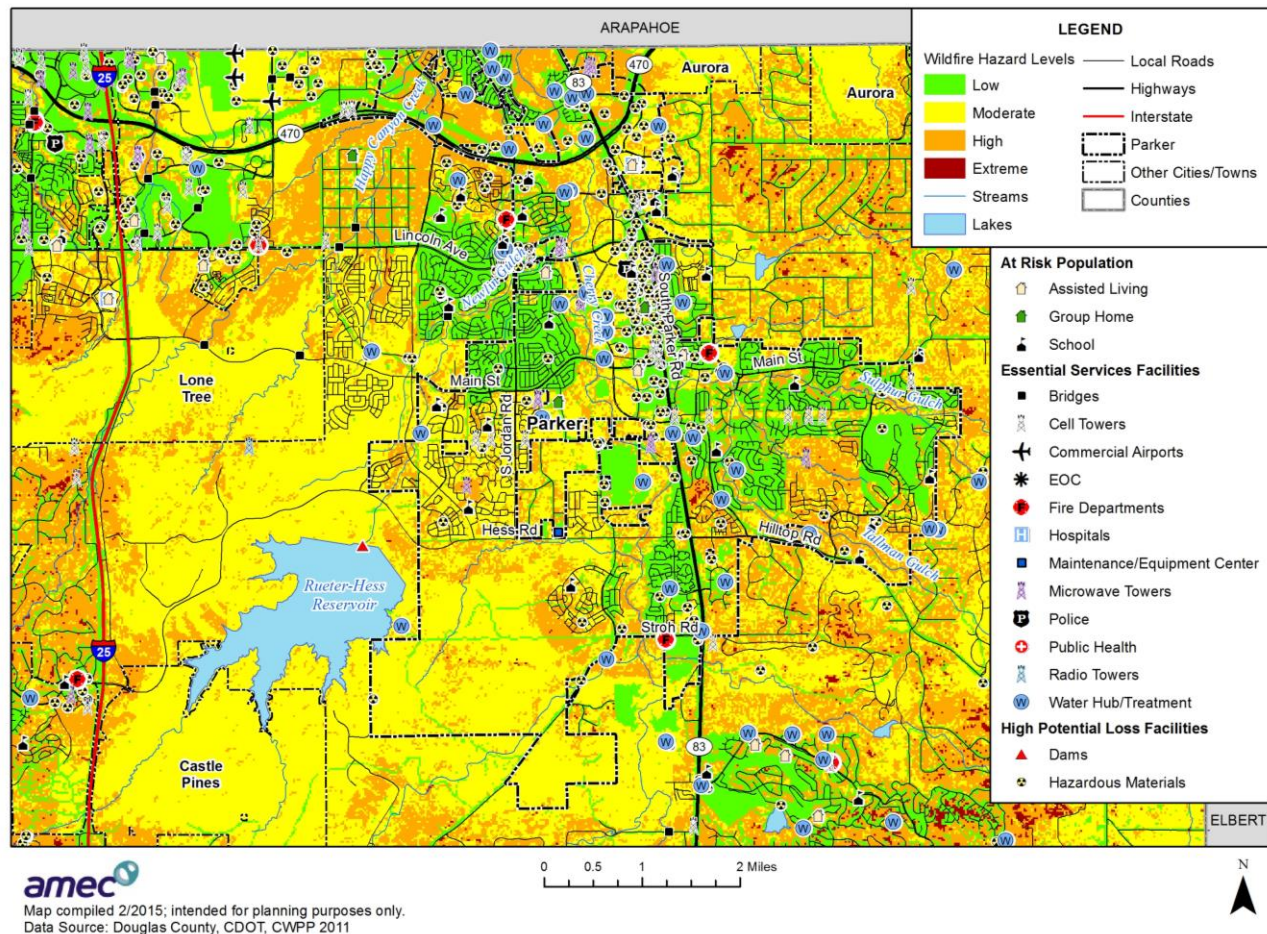 ARAPAHOE
25
470
470
83
Aurora
Aurora
Happy Canyon Creek
Lincoln Ave
Newlin Gulch
Cherry Creek
South Parker Rd
Lone
Tree
Main St
Main St
Sulphur Gulch
Parker
S Jordan Rd
Hess Rd
Hilltop Rd
Tallman Gulch
Rueter-Hess
Reservoir
Stroh Rd
25
83
Castle
Pines
ELBERT
LEGEND
Wildfire Hazard Levels
Low
Moderate
High
Extreme
Streams
Lakes
Local Roads
Highways
Interstate
Parker
Other Cities/Towns
Counties
At Risk Population
Assisted Living
Group Home
School
Essential Services Facilities
Bridges
Cell Towers
Commercial Airports
EOC
Fire Departments
Hospitals
Maintenance/Equipment Center
Microwave Towers
Police
Public Health
Radio Towers
Water Hub/Treatment
High Potential Loss Facilities
Dams
Hazardous Materials
amec
Map compiled 2/2015; intended for planning purposes only.
Data Source: Douglas County, CDOT, CWPP 2011
0 0.5 1 2 Miles
N